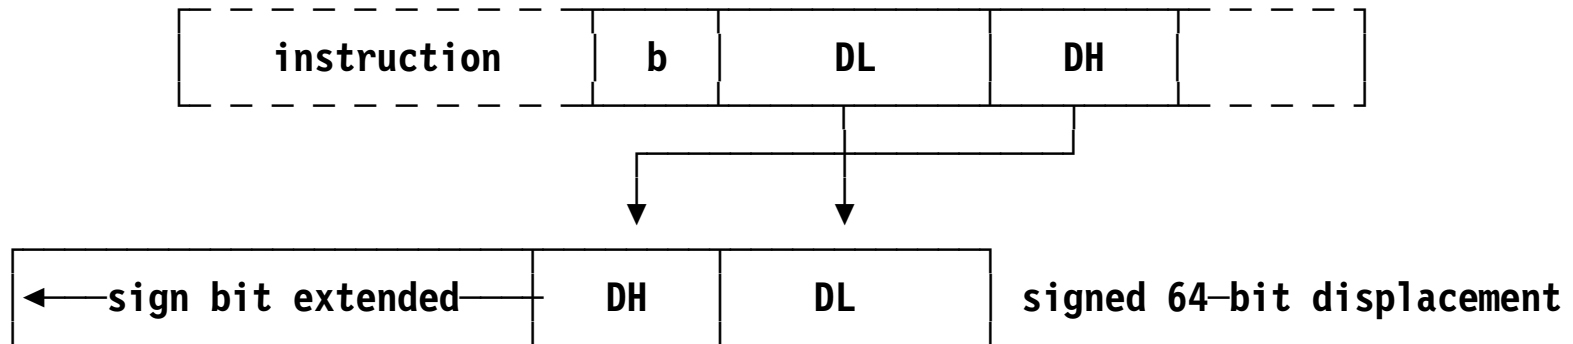 instruction b DL DH
sign bit extended DH DL signed 64-bit displacement